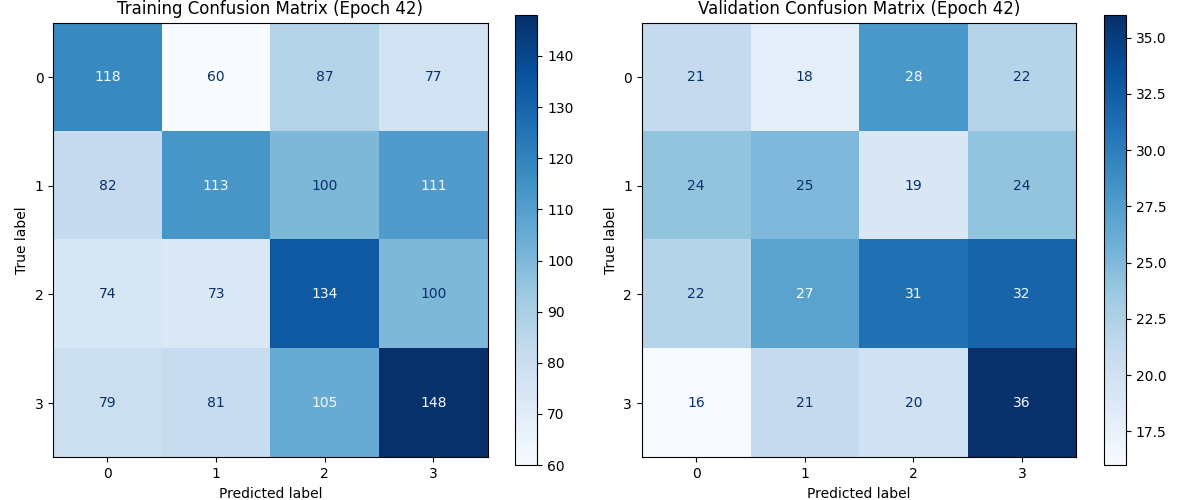 Training Confusion Matrix (Epoch 42)
Validation Confusion Matrix (Epoch 42)
True label
0 118 60 87 77
1 82 113 100 111
2 74 73 134 100
3 79 81 105 148
0 1 2 3
Predicted label
140
130
120
110
100
90
80
70
60
True label
0 21 18 28 22
1 24 25 19 24
2 22 27 31 32
3 16 21 20 36
0 1 2 3
Predicted label
35.0
32.5
30.0
27.5
25.0
22.5
20.0
17.5